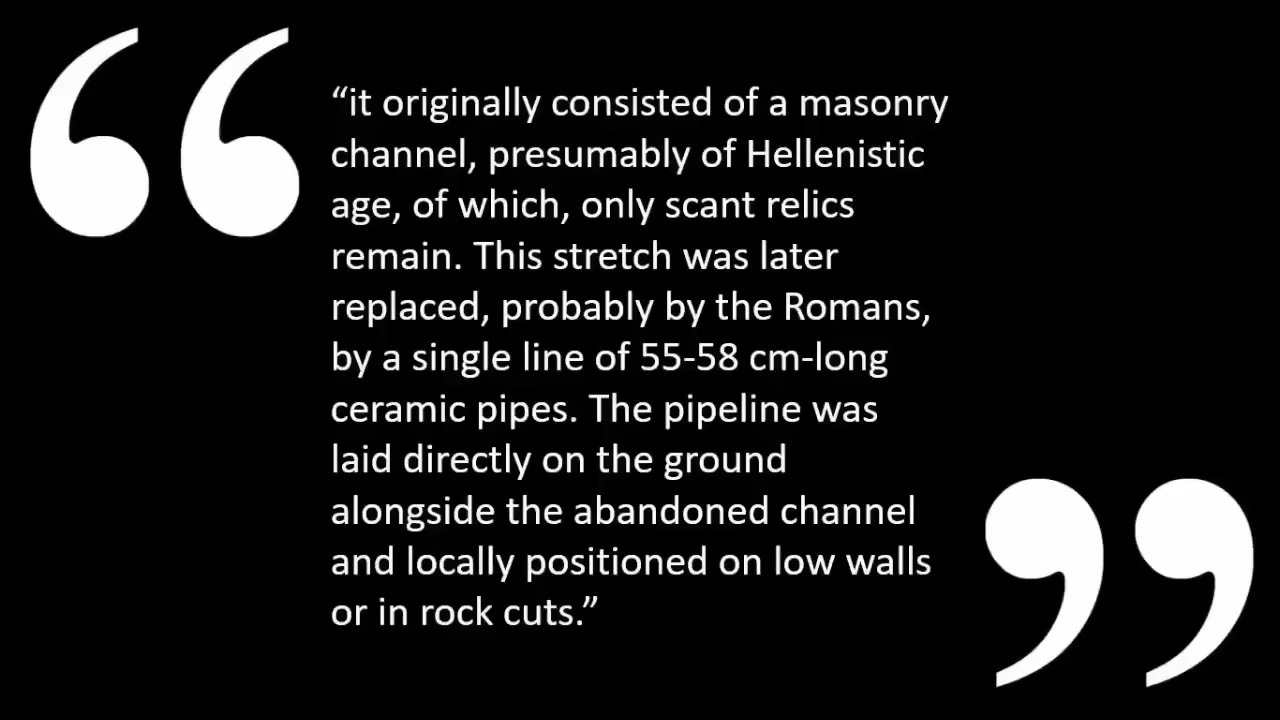 “it originally consisted of a masonry
channel, presumably of Hellenistic
age, of which, only scant relics
remain. This stretch was later
replaced, probably by the Romans,
by a single line of 55-58 cm-long
ceramic pipes. The pipeline was
laid directly on the ground
alongside the abandoned channel
and locally positioned on low walls
or in rock cuts.”